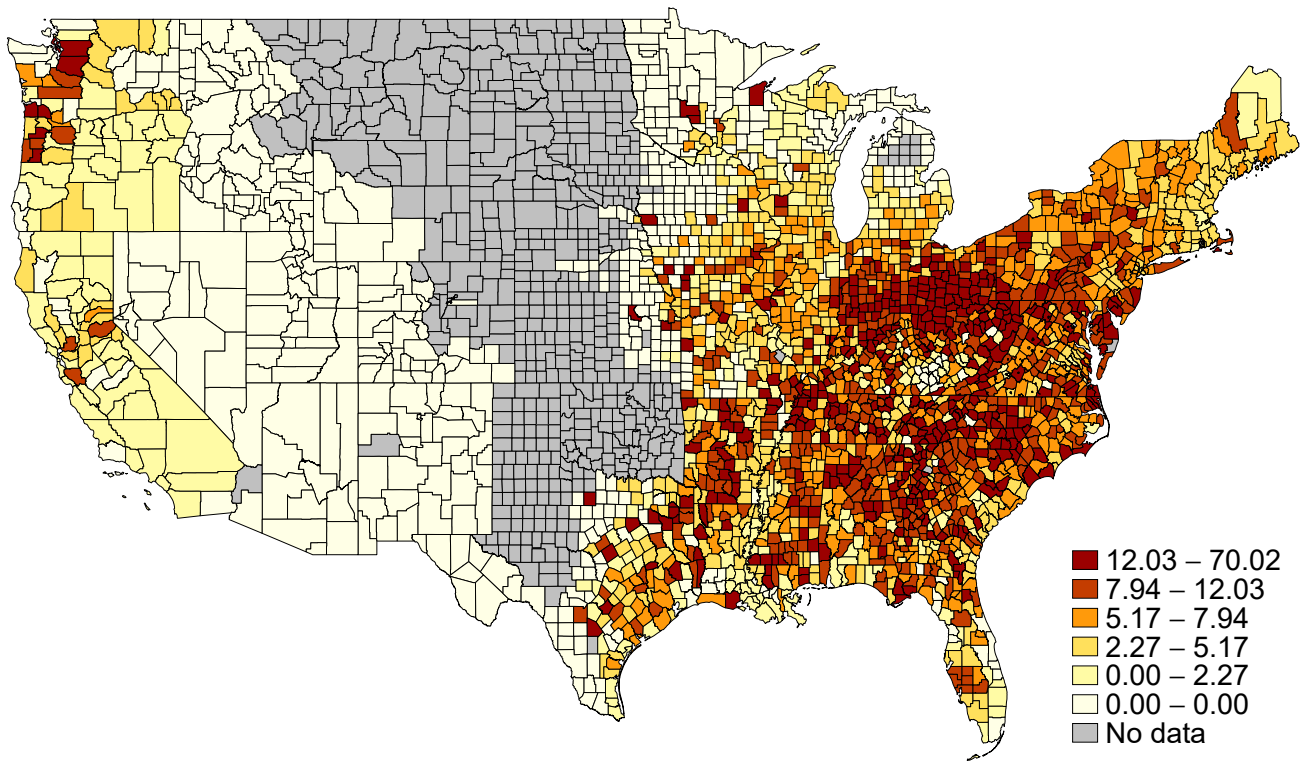 12.03 – 70.02
7.94 – 12.03
5.17 – 7.94
2.27 – 5.17
0.00 – 2.27
0.00 – 0.00
No data